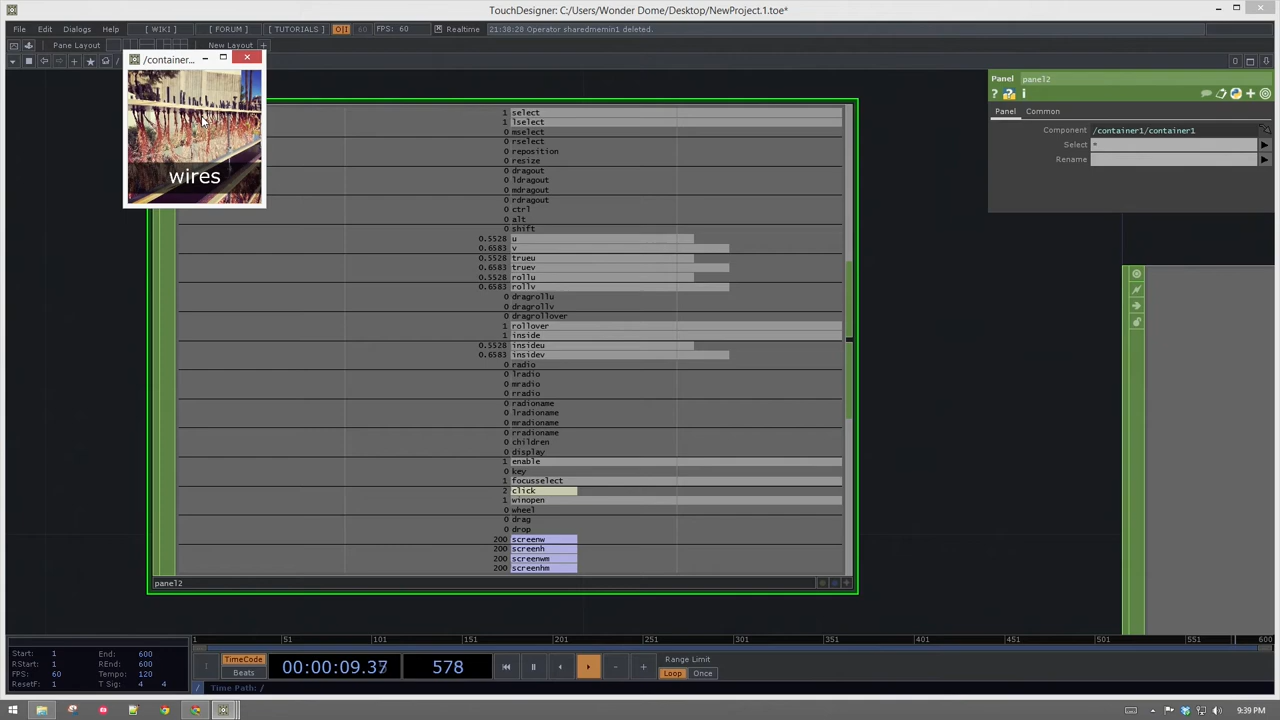 TouchDesigner: C:/Users/Wonder Dome/Desktop/NewProject.1.toe*
File Edit Dialogs Help [ WIKI ] [ FORUM ] [ TUTORIALS ] O|I 60 FPS: 60 Realtime 21:38:28 Operator sharedmemin1 deleted.
Pane Layout New Layout +
/container...
wires
1 select
1 lselect
0 mselect
0 rselect
0 reposition
0 resize
0 dragout
0 ldragout
0 mdragout
0 rdragout
0 ctrl
0 alt
0 shift
0.5528 u
0.6583 v
0.5528 trueu
0.6583 truev
0.5528 rollu
0.6583 rollv
0 dragrollu
0 dragrollv
0 dragrollover
1 rollover
1 inside
0.5528 insideu
0.6583 insidev
0 radio
0 lradio
0 mradio
0 rradio
0 radioname
0 lradioname
0 mradioname
0 rradioname
0 children
0 display
1 enable
0 key
1 focusselect
2 click
1 winopen
0 wheel
0 drag
0 drop
200 screenw
200 screenh
200 screenwm
200 screenhm
panel2
Panel panel2
Panel Common
Component /container1/container1
Select *
Rename
1 51 101 151 201 251 301 351 401 451 501 551 600
Start: 1 End: 600
RStart: 1 REnd: 600
FPS: 60 Tempo: 120
ResetF: 1 T Sig: 4 4
TimeCode
Beats
00:00:09.37 578
Range Limit
Loop Once
/ Time Path: /
9:39 PM